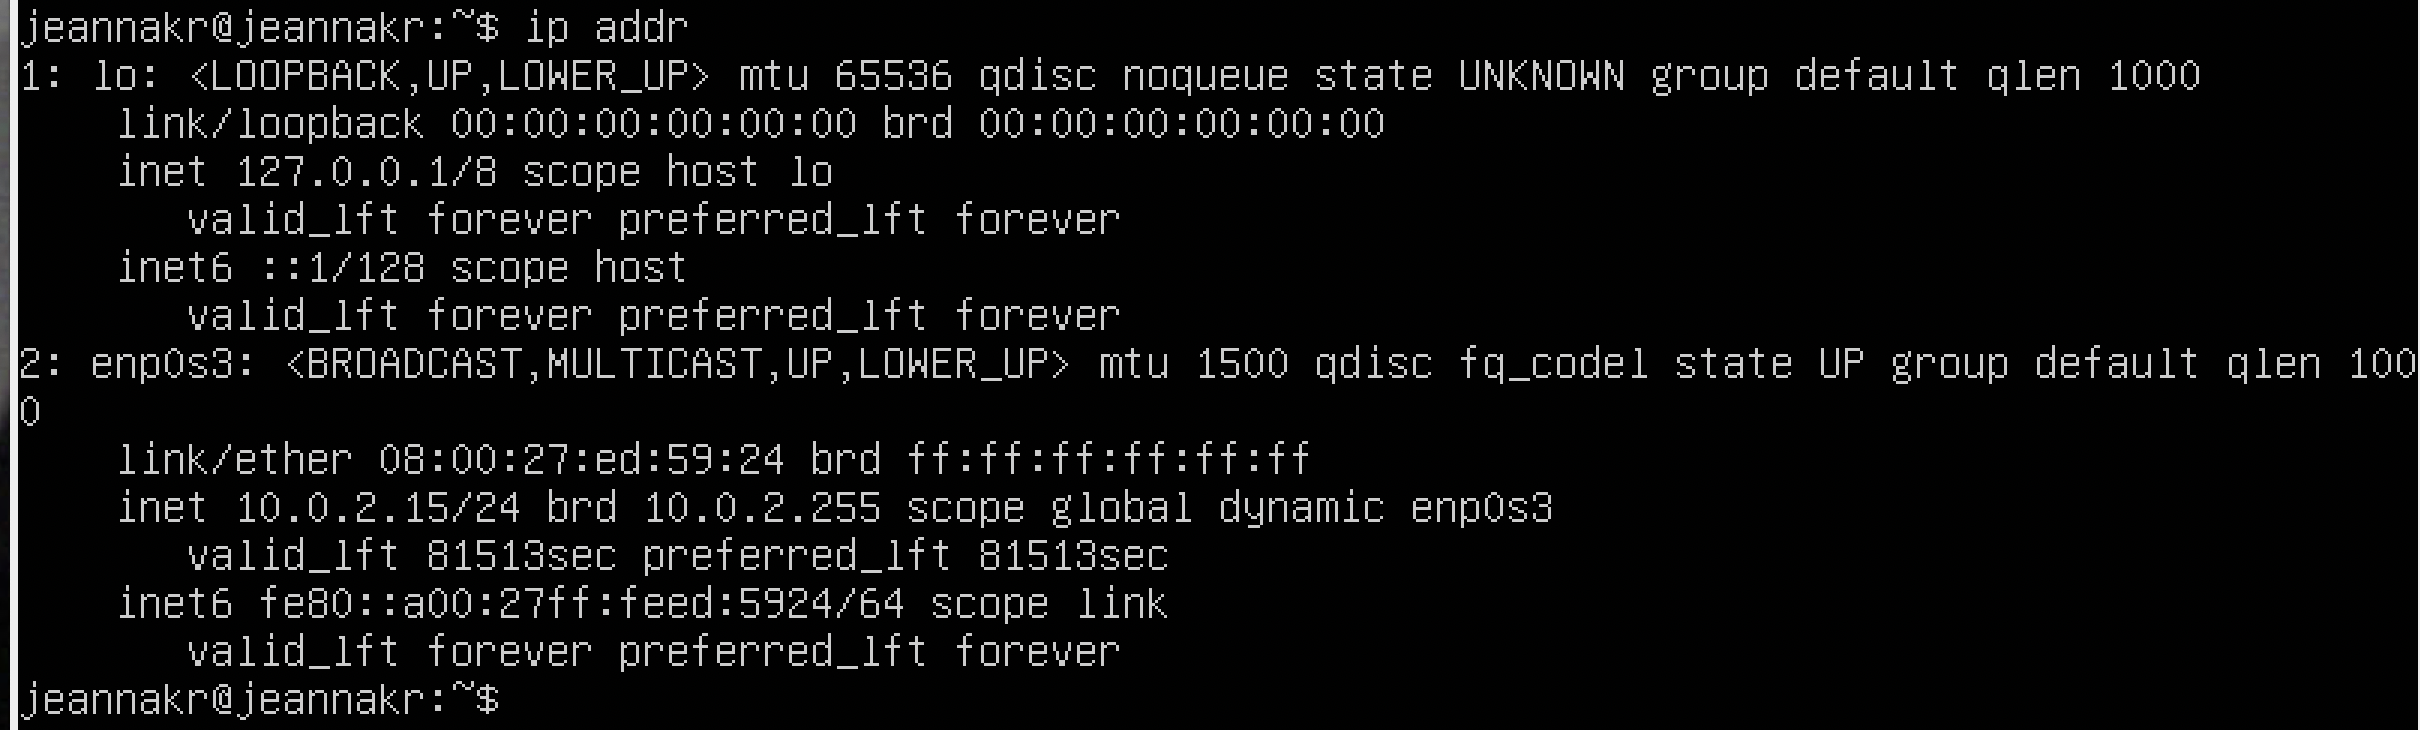 jeannakr@jeannakr:~$ ip addr
1: lo: <LOOPBACK,UP,LOWER_UP> mtu 65536 qdisc noqueue state UNKNOWN group default qlen 1000
    link/loopback 00:00:00:00:00:00 brd 00:00:00:00:00:00
    inet 127.0.0.1/8 scope host lo
       valid_lft forever preferred_lft forever
    inet6 ::1/128 scope host
       valid_lft forever preferred_lft forever
2: enp0s3: <BROADCAST,MULTICAST,UP,LOWER_UP> mtu 1500 qdisc fq_codel state UP group default qlen 100
0
    link/ether 08:00:27:ed:59:24 brd ff:ff:ff:ff:ff:ff
    inet 10.0.2.15/24 brd 10.0.2.255 scope global dynamic enp0s3
       valid_lft 81513sec preferred_lft 81513sec
    inet6 fe80::a00:27ff:feed:5924/64 scope link
       valid_lft forever preferred_lft forever
jeannakr@jeannakr:~$